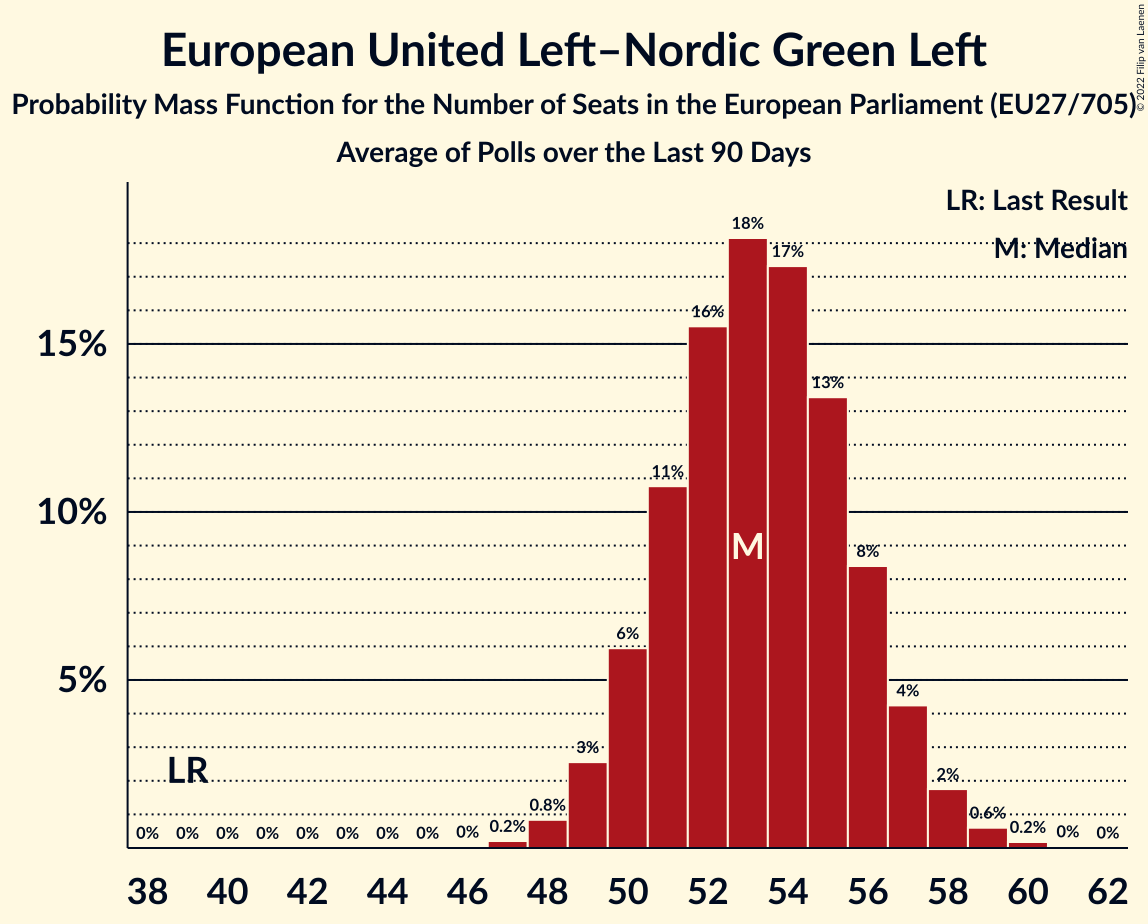 European United Left–Nordic Green Left
Probability Mass Function for the Number of Seats in the European Parliament (EU27/705)
Average of Polls over the Last 90 Days
© 2022 Filip van Laenen
LR: Last Result
M: Median
18%
17%
16%
15%
13%
11%
10%
M
8%
6%
5%
4%
3%
LR
2%
0% 0% 0% 0% 0% 0% 0% 0% 0% 0.2% 0.8% 0.6% 0.2% 0% 0%
38 40 42 44 46 48 50 52 54 56 58 60 62